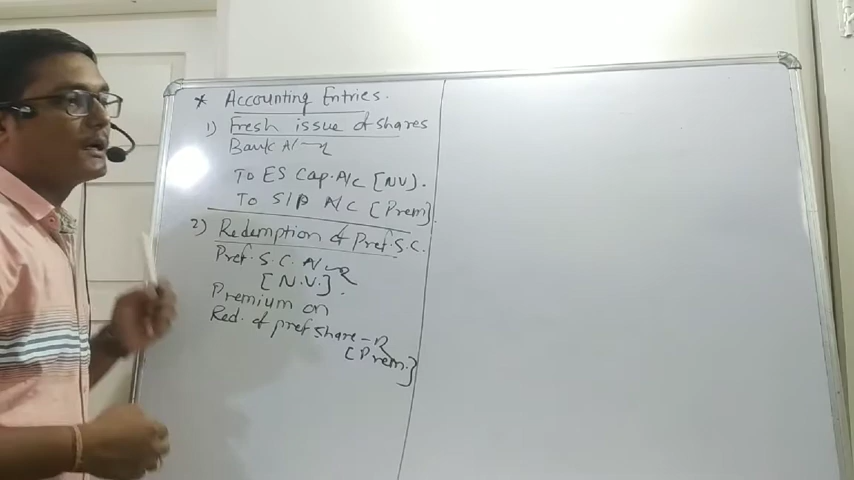 * Accounting Entries.
1) Fresh issue of shares
Bank A/c Dr
To ES Cap. A/c [NV].
To S/P A/c [Prem]
2) Redemption of Pref. S.C.
Pref. S. C. A/c Dr
[N.V.].
Premium on
Red. of pref share - Dr
[Prem.]